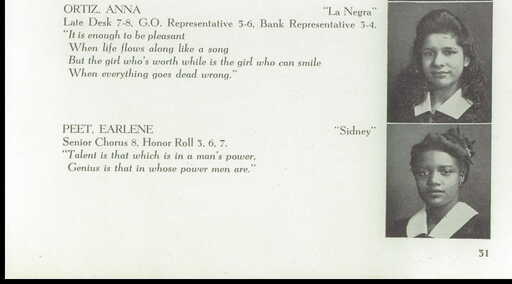 ORTIZ, ANNA "La Negra"
Late Desk 7-8, G.O. Representative 3-6, Bank Representative 3-4.
"It is enough to be pleasant
When life flows along like a song
But the girl who's worth while is the girl who can smile
When everything goes dead wrong."
PEET, EARLENE "Sidney"
Senior Chorus 8, Honor Roll 3, 6, 7.
"Talent is that which is in a man's power,
Genius is that in whose power men are."
31